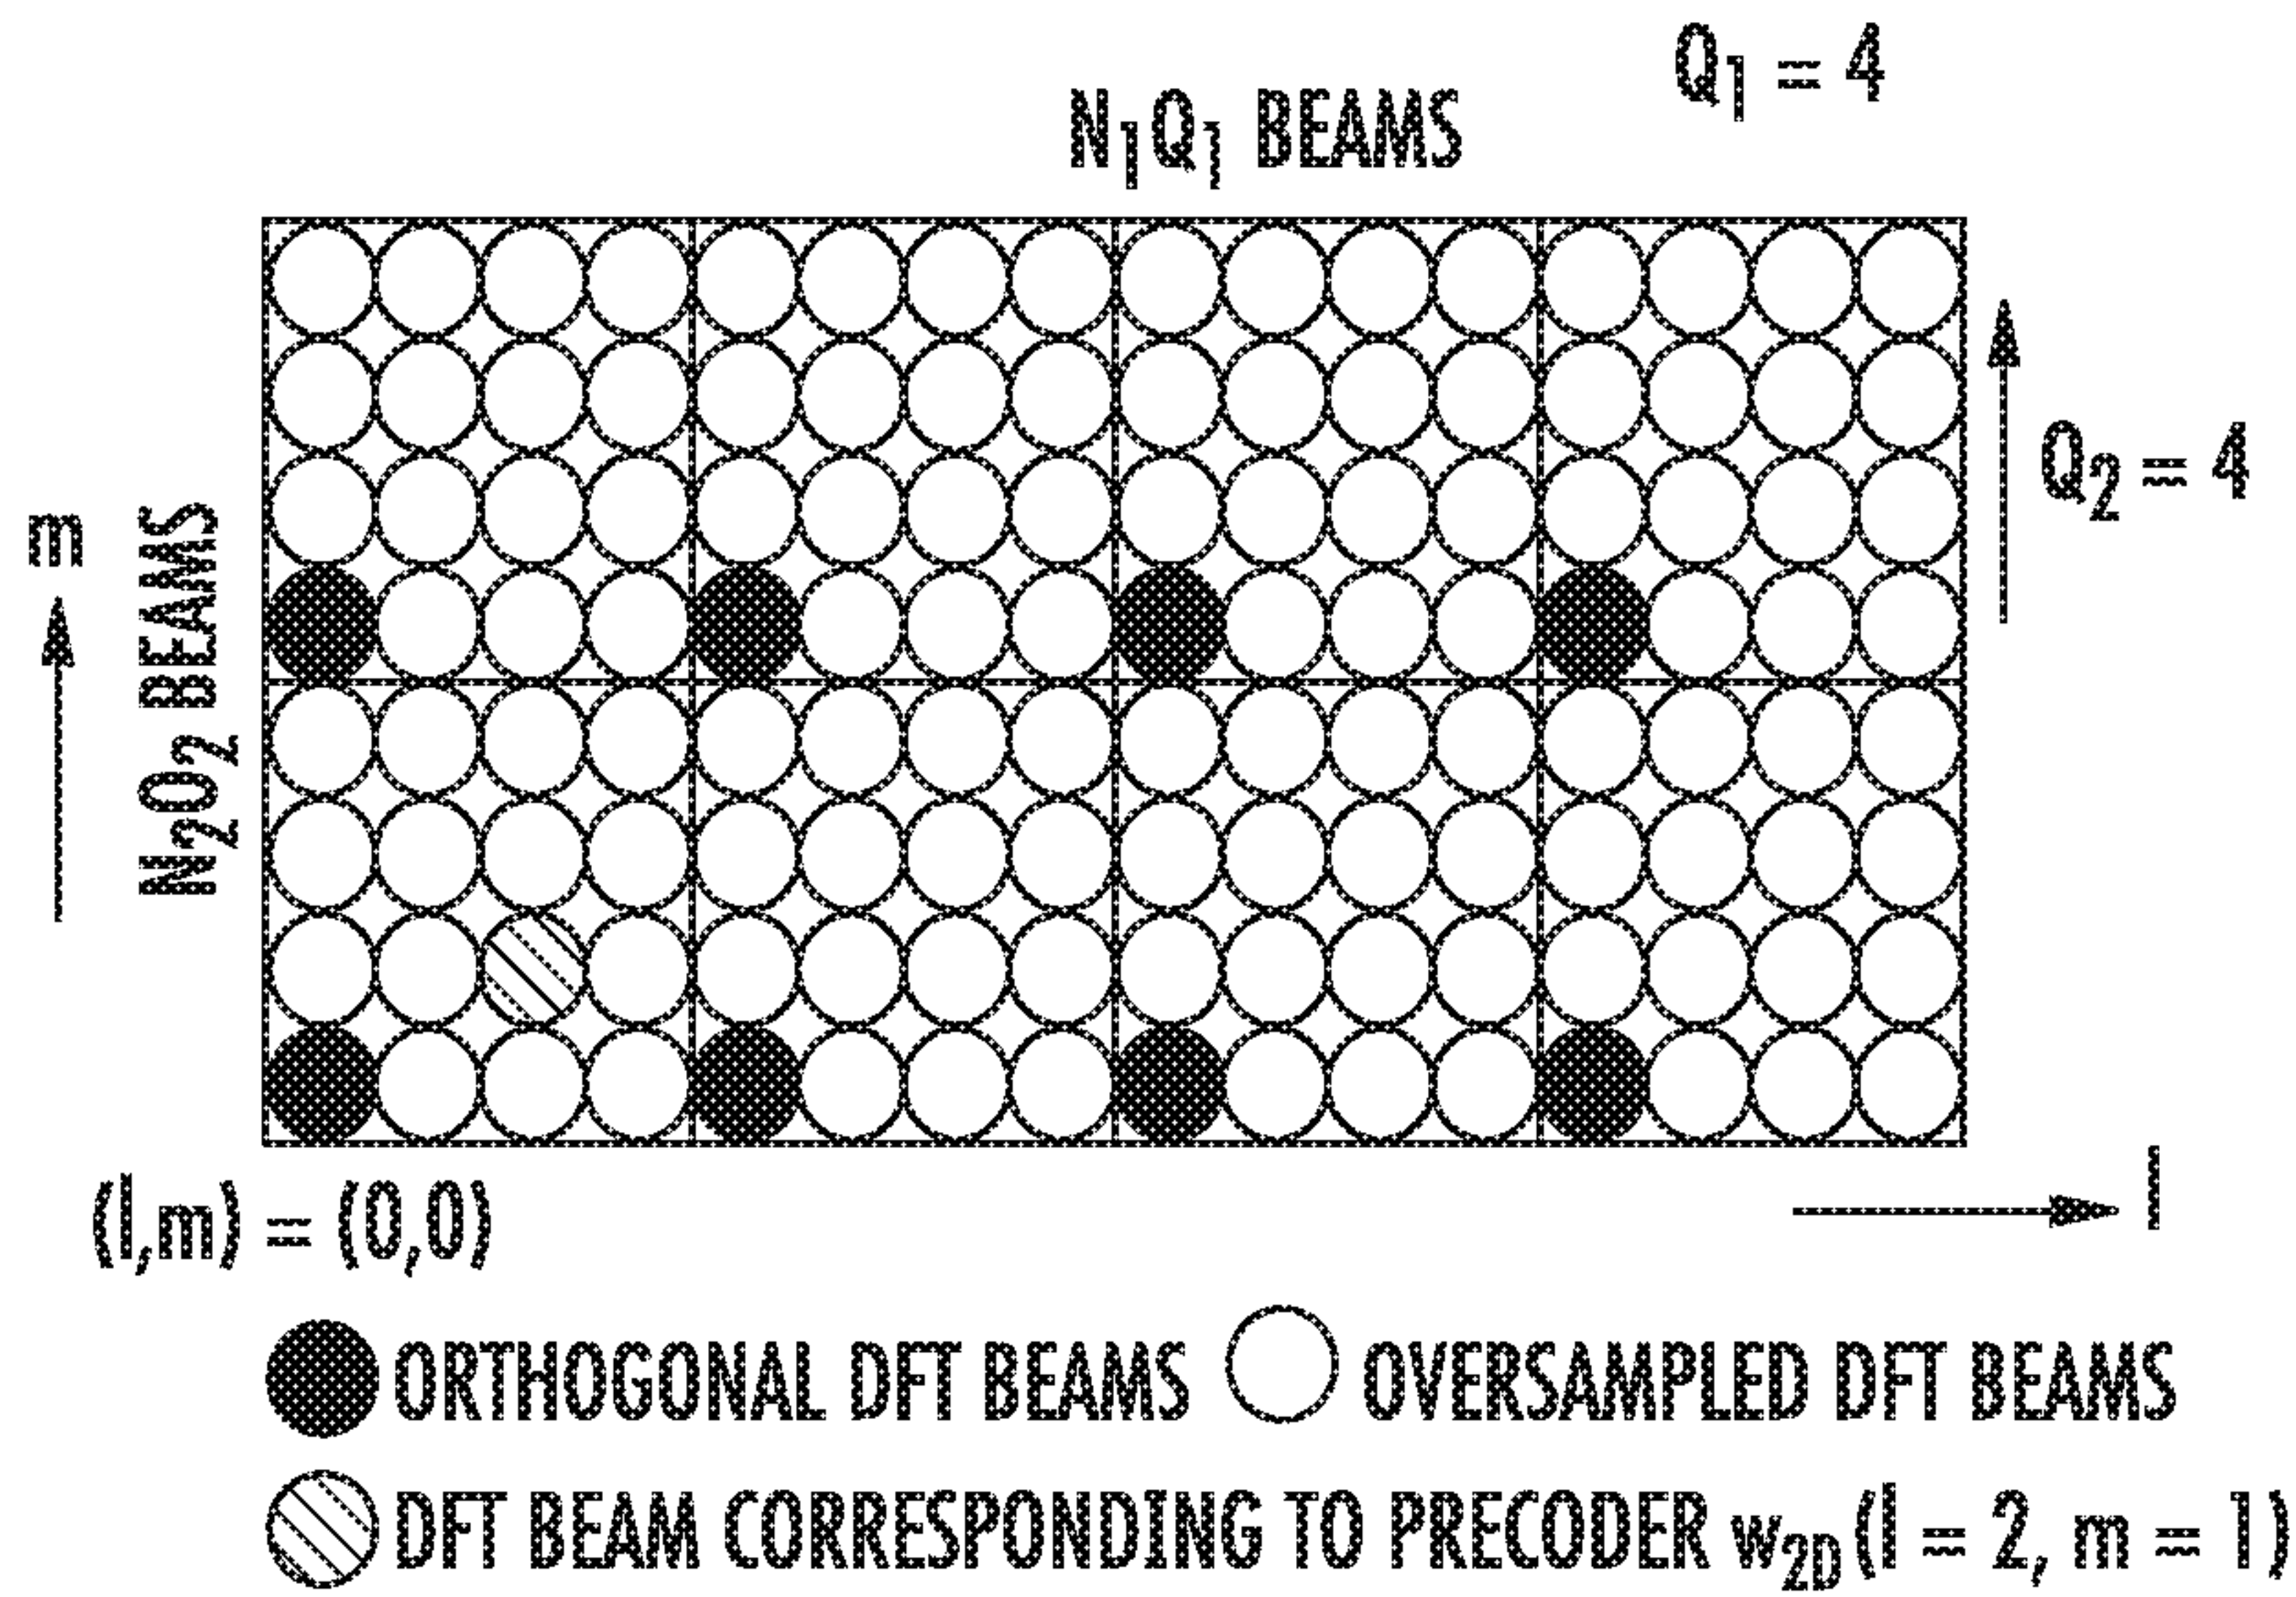 Q1 = 4
N1Q1 BEAMS
Q2 = 4
m
N2O2 BEAMS
(l,m) = (0,0)
l
ORTHOGONAL DFT BEAMS
OVERSAMPLED DFT BEAMS
DFT BEAM CORRESPONDING TO PRECODER w2D (l = 2, m = 1)